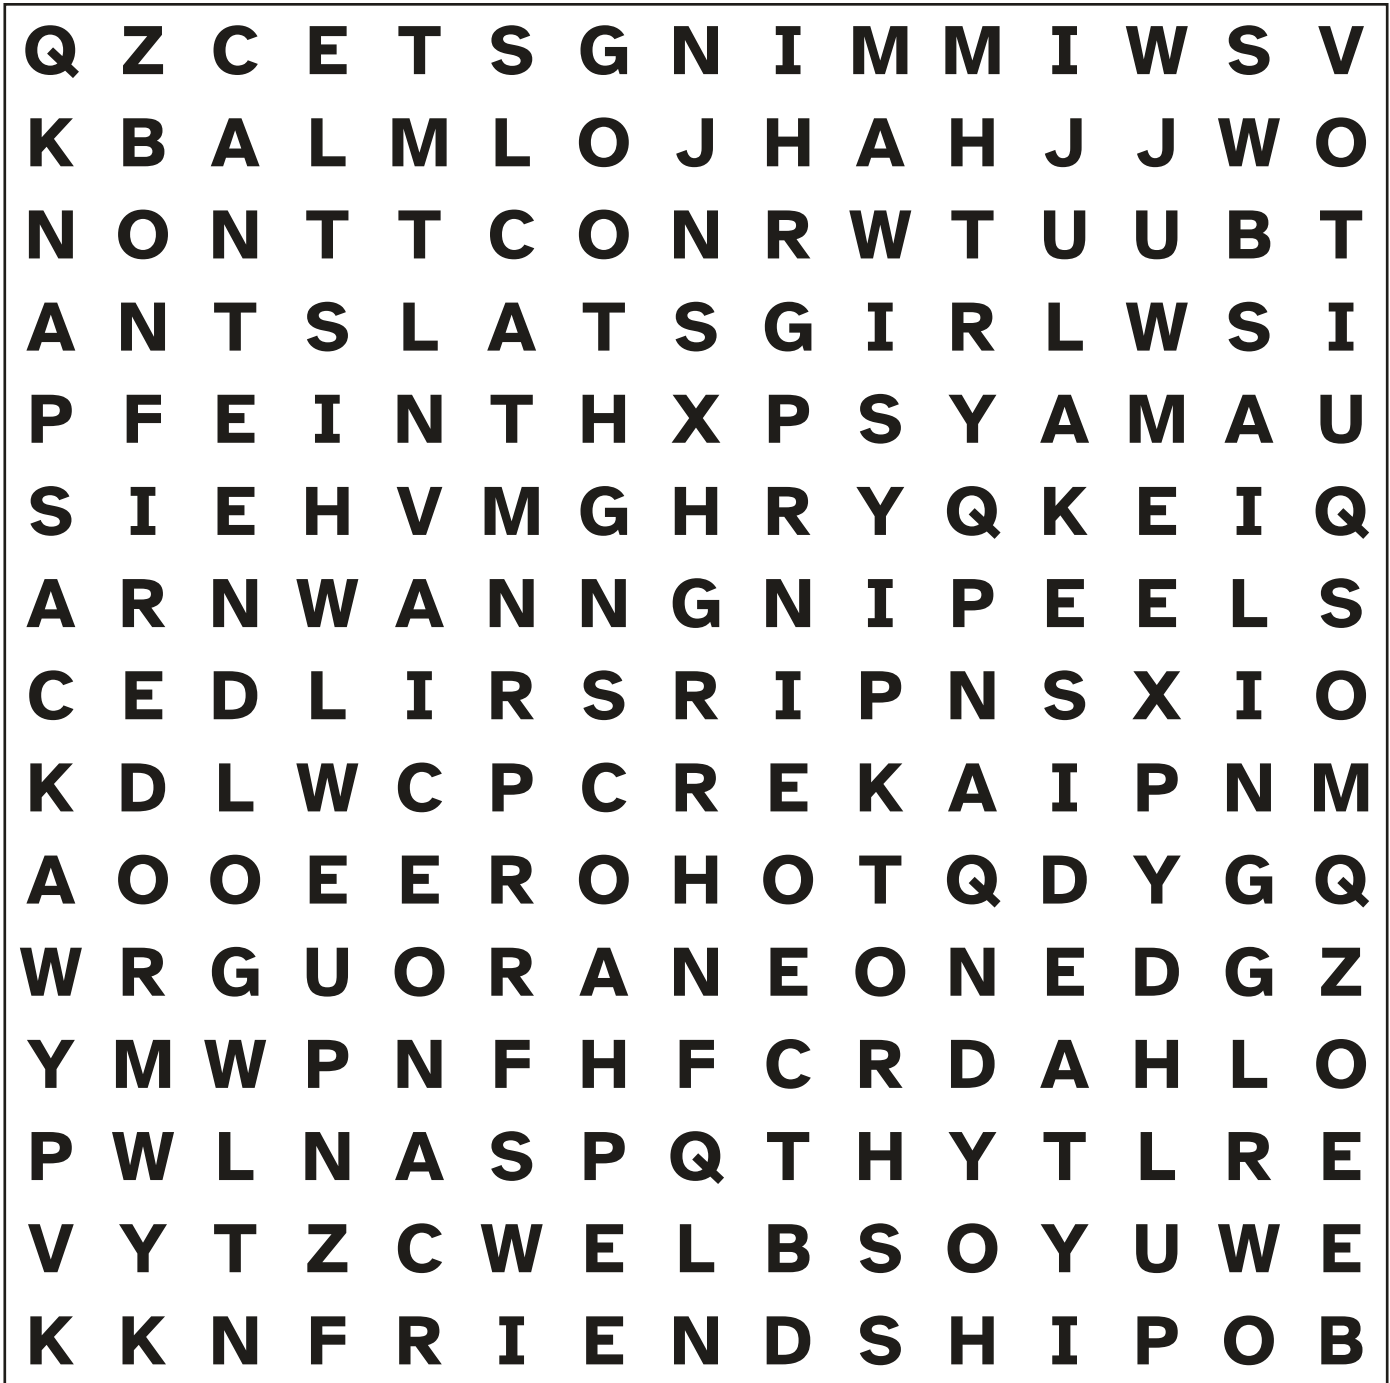 Q Z C E T S G N I M M I W S V
K B A L M L O J H A H J J W O
N O N T T C O N R W T U U B T
A N T S L A T S G I R L W S I
P F E I N T H X P S Y A M A U
S I E H V M G H R Y Q K E I Q
A R N W A N N G N I P E E L S
C E D L I R S R I P N S X I O
K D L W C P C R E K A I P N M
A O O E E R O H O T Q D Y G Q
W R G U O R A N E O N E D G Z
Y M W P N F H F C R D A H L O
P W L N A S P Q T H Y T L R E
V Y T Z C W E L B S O Y U W E
K K N F R I E N D S H I P O B